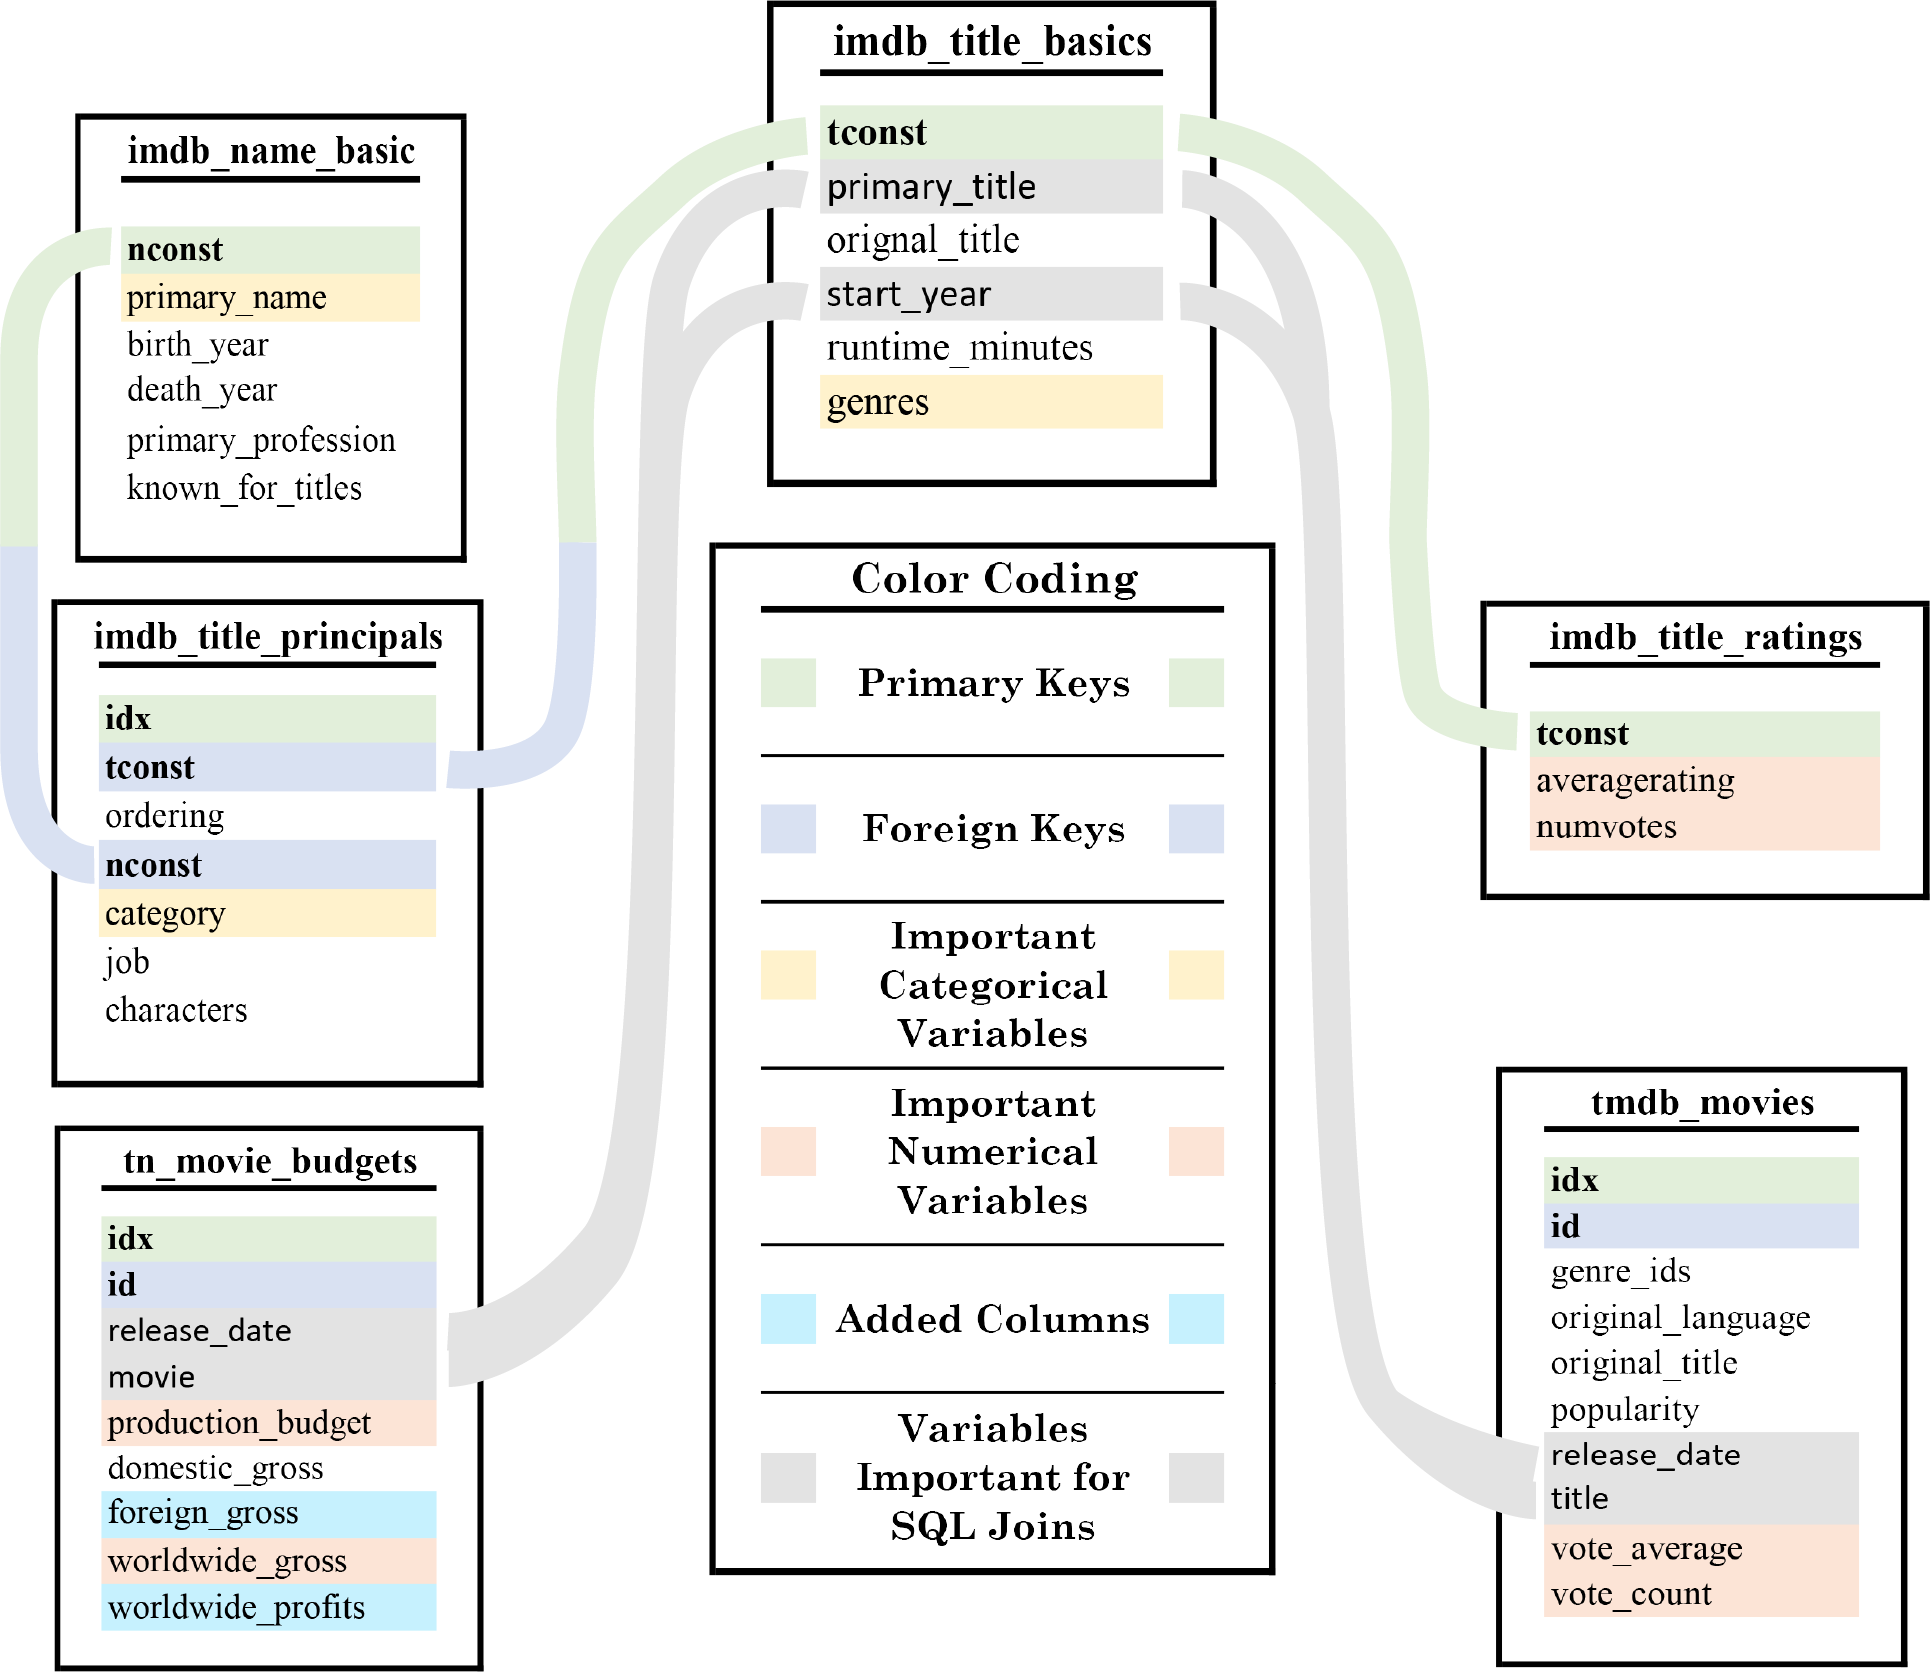 imdb_title_basics
tconst
primary_title
orignal_title
start_year
runtime_minutes
genres
imdb_name_basic
nconst
primary_name
birth_year
death_year
primary_profession
known_for_titles
imdb_title_principals
idx
tconst
ordering
nconst
category
job
characters
tn_movie_budgets
idx
id
release_date
movie
production_budget
domestic_gross
foreign_gross
worldwide_gross
worldwide_profits
Color Coding
Primary Keys
Foreign Keys
Important
Categorical
Variables
Important
Numerical
Variables
Added Columns
Variables
Important for
SQL Joins
imdb_title_ratings
tconst
averagerating
numvotes
tmdb_movies
idx
id
genre_ids
original_language
original_title
popularity
release_date
title
vote_average
vote_count